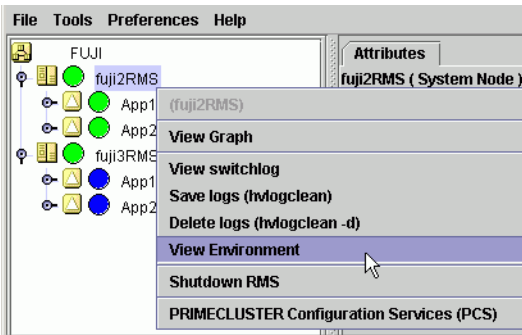 File Tools Preferences Help
FUJI
Attributes
fuji2RMS
fuji2RMS ( System Node )
App1
(fuji2RMS)
App2
View Graph
fuji3RMS
View switchlog
App1
Save logs (hvlogclean)
App2
Delete logs (hvlogclean -d)
View Environment
Shutdown RMS
PRIMECLUSTER Configuration Services (PCS)